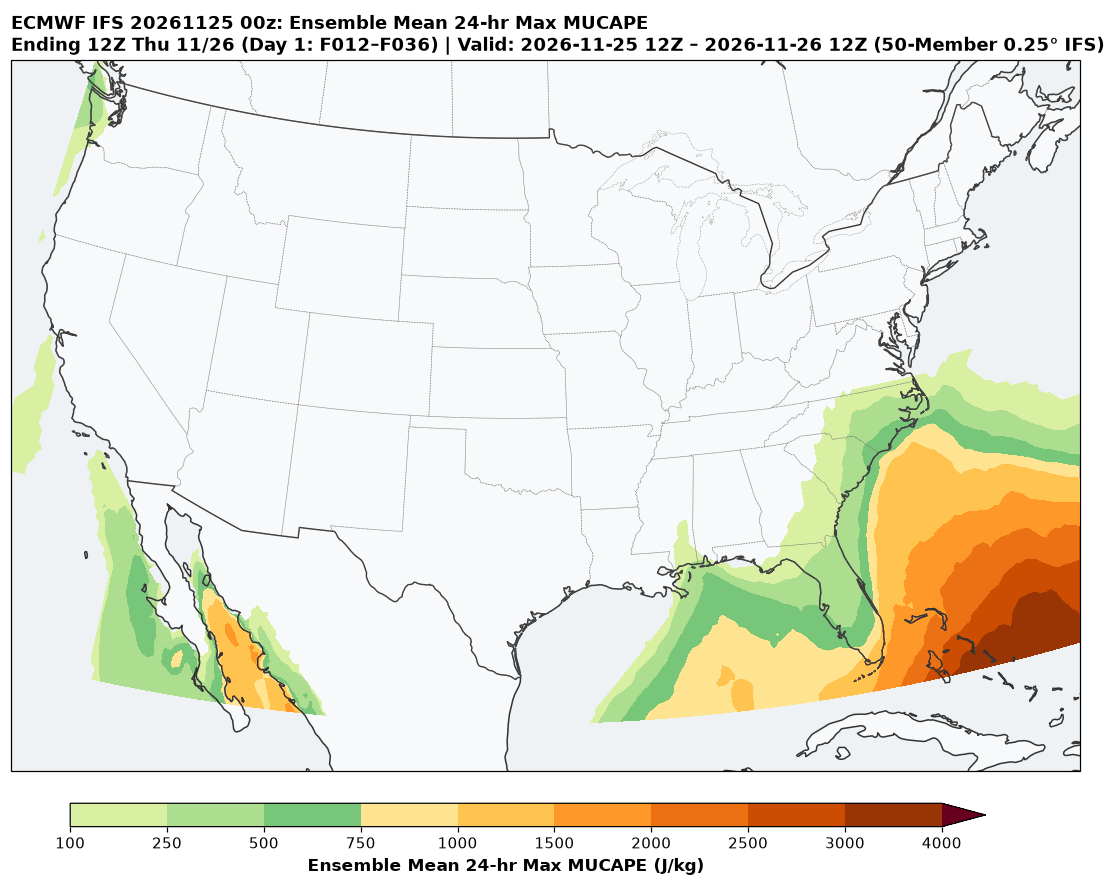 ECMWF IFS 20261125 00z: Ensemble Mean 24-hr Max MUCAPE
Ending 12Z Thu 11/26 (Day 1: F012–F036) | Valid: 2026-11-25 12Z – 2026-11-26 12Z (50-Member 0.25° IFS)
100 250 500 750 1000 1500 2000 2500 3000 4000
Ensemble Mean 24-hr Max MUCAPE (J/kg)